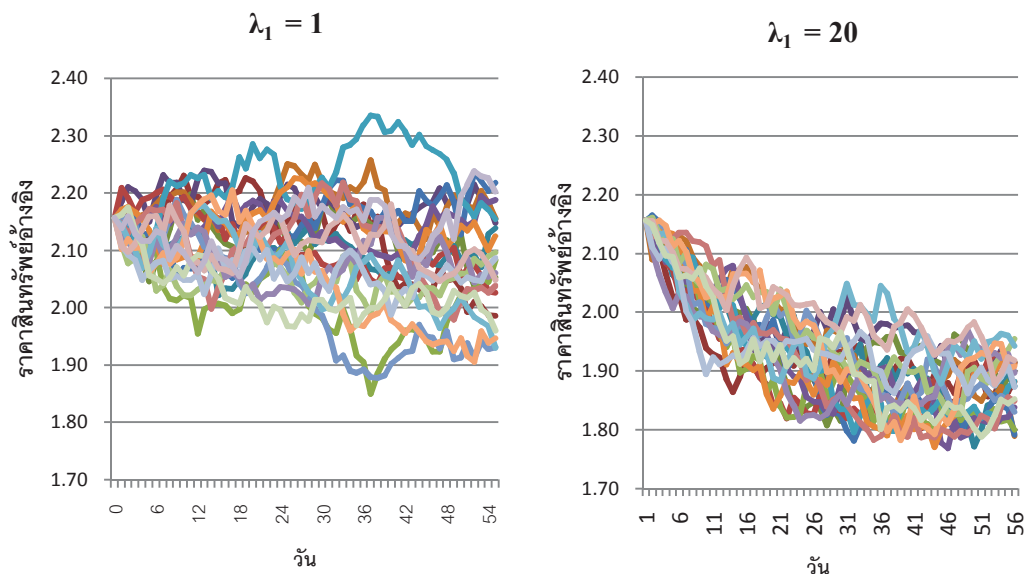 λ₁ = 1
2.40
2.30
2.20
2.10
2.00
1.90
1.80
1.70
ราคาสินทรัพย์อ้างอิง
0 6 12 18 24 30 36 42 48 54
วัน
λ₁ = 20
2.40
2.30
2.20
2.10
2.00
1.90
1.80
1.70
ราคาสินทรัพย์อ้างอิง
1 6 11 16 21 26 31 36 41 46 51 56
วัน